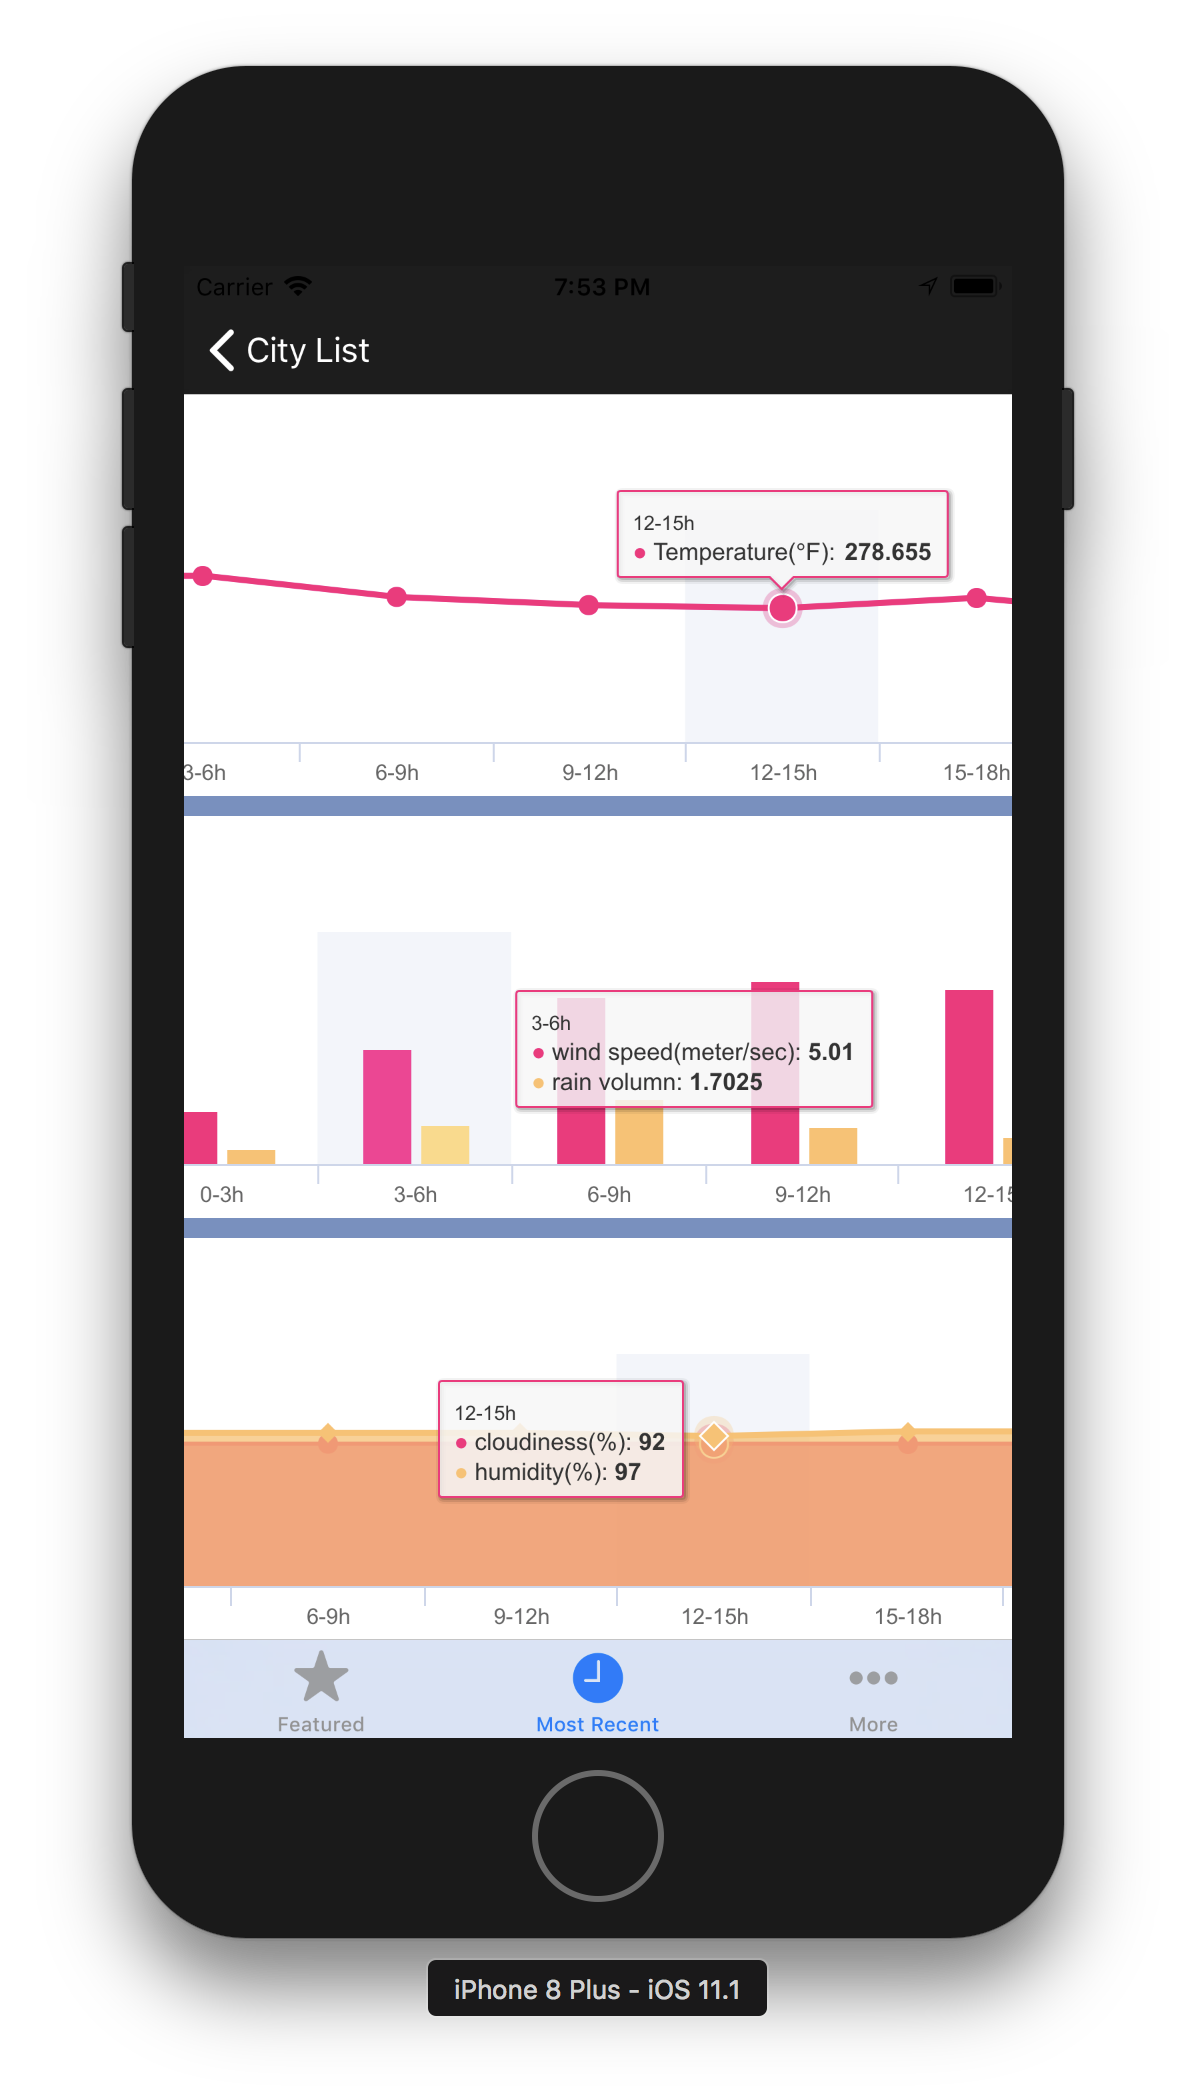 Carrier
7:53 PM
City List
12-15h
Temperature(°F): 278.655
3-6h
6-9h
9-12h
12-15h
15-18h
3-6h
wind speed(meter/sec): 5.01
rain volumn: 1.7025
0-3h
3-6h
6-9h
9-12h
12-15
12-15h
cloudiness(%): 92
humidity(%): 97
6-9h
9-12h
12-15h
15-18h
Featured
Most Recent
More
iPhone 8 Plus - iOS 11.1